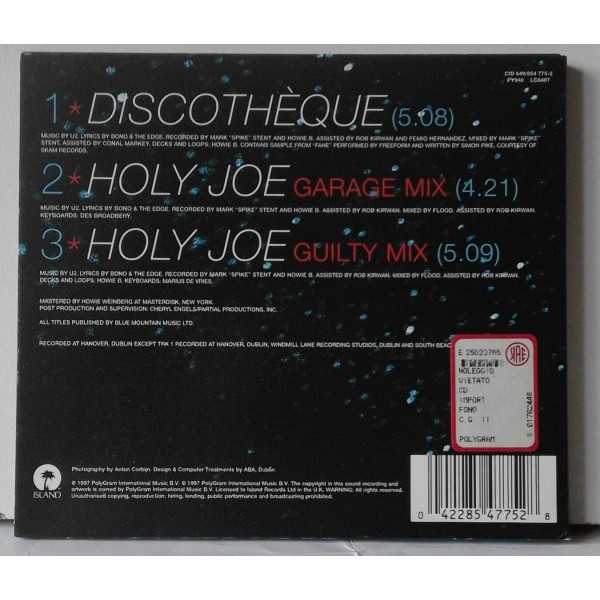 CID 649/854 775-2
PY940 LC0407
1* DISCOTHÈQUE (5.08)
MUSIC BY U2. LYRICS BY BONO & THE EDGE. RECORDED BY MARK "SPIKE" STENT AND HOWIE B. ASSISTED BY ROB KIRWAN AND FEMIO HERNANDEZ. MIXED BY MARK "SPIKE"
STENT. ASSISTED BY CONAL MARKEY. DECKS AND LOOPS: HOWIE B. CONTAINS SAMPLE FROM "FANE" PERFORMED BY FREEFORM AND WRITTEN BY SIMON PIKE, COURTESY OF
SKAM RECORDS.
2* HOLY JOE GARAGE MIX (4.21)
MUSIC BY U2. LYRICS BY BONO & THE EDGE. RECORDED BY MARK "SPIKE" STENT AND HOWIE B. ASSISTED BY ROB KIRWAN. MIXED BY FLOOD. ASSISTED BY ROB KIRWAN.
KEYBOARDS: DES BROADBERY.
3* HOLY JOE GUILTY MIX (5.09)
MUSIC BY U2. LYRICS BY BONO & THE EDGE. RECORDED BY MARK "SPIKE" STENT AND HOWIE B. ASSISTED BY ROB KIRWAN. MIXED BY FLOOD. ASSISTED BY ROB KIRWAN.
DECKS AND LOOPS: HOWIE B. KEYBOARDS: MARIUS DE VRIES.
MASTERED BY HOWIE WEINBERG AT MASTERDISK, NEW YORK.
POST PRODUCTION AND SUPERVISION: CHERYL ENGELS/PARTIAL PRODUCTIONS, INC.
ALL TITLES PUBLISHED BY BLUE MOUNTAIN MUSIC LTD.
RECORDED AT HANOVER, DUBLIN EXCEPT TRK 1 RECORDED AT HANOVER, DUBLIN, WINDMILL LANE RECORDING STUDIOS, DUBLIN AND SOUTH BEAC
E 25623765
NOLEGGIO
VIETATO
CD
IMPORT
FONO
C.G. II
POLYGRAM
S 01762448
ISLAND
Photography by Anton Corbijn. Design & Computer Treatments by ABA, Dublin.
℗ 1997 PolyGram International Music B.V. © 1997 PolyGram International Music B.V. The copyright in this sound recording and
artwork is owned by PolyGram International Music B.V. Licensed to Island Records Ltd in the U.K. WARNING: All rights reserved.
Unauthorised copying, reproduction, hiring, lending, public performance and broadcasting prohibited.
0 42285 47752 8